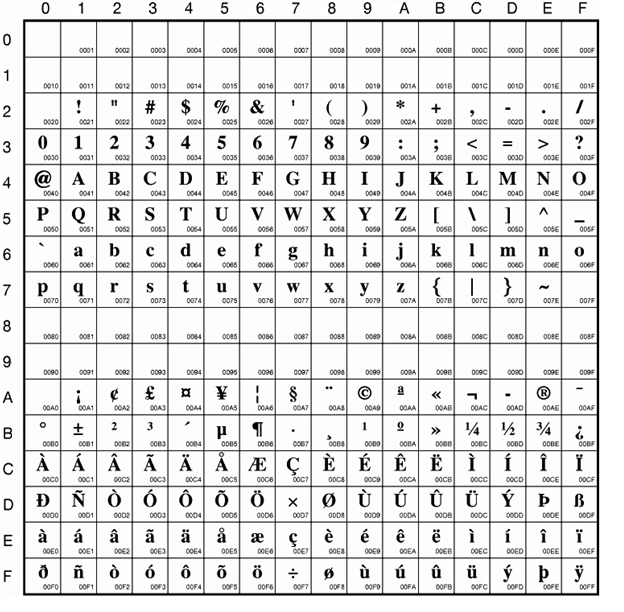 0 1 2 3 4 5 6 7 8 9 A B C D E F
0
0001 0002 0003 0004 0005 0006 0007 0008 0009 000A 000B 000C 000D 000E 000F
1
0010 0011 0012 0013 0014 0015 0016 0017 0018 0019 001A 001B 001C 001D 001E 001F
2 ! " # $ % & ' ( ) * + , - . /
0020 0021 0022 0023 0024 0025 0026 0027 0028 0029 002A 002B 002C 002D 002E 002F
3 0 1 2 3 4 5 6 7 8 9 : ; < = > ?
0030 0031 0032 0033 0034 0035 0036 0037 0038 0039 003A 003B 003C 003D 003E 003F
4 @ A B C D E F G H I J K L M N O
0040 0041 0042 0043 0044 0045 0046 0047 0048 0049 004A 004B 004C 004D 004E 004F
5 P Q R S T U V W X Y Z [ \ ] ^ _
0050 0051 0052 0053 0054 0055 0056 0057 0058 0059 005A 005B 005C 005D 005E 005F
6 ` a b c d e f g h i j k l m n o
0060 0061 0062 0063 0064 0065 0066 0067 0068 0069 006A 006B 006C 006D 006E 006F
7 p q r s t u v w x y z { | } ~
0070 0071 0072 0073 0074 0075 0076 0077 0078 0079 007A 007B 007C 007D 007E 007F
8
0080 0081 0082 0083 0084 0085 0086 0087 0088 0089 008A 008B 008C 008D 008E 008F
9
0090 0091 0092 0093 0094 0095 0096 0097 0098 0099 009A 009B 009C 009D 009E 009F
A ¡ ¢ £ ¤ ¥ ¦ § ¨ © ª « ¬ - ® ¯
00A0 00A1 00A2 00A3 00A4 00A5 00A6 00A7 00A8 00A9 00AA 00AB 00AC 00AD 00AE 00AF
B ° ± ² ³ ´ µ ¶ · ¸ ¹ º » ¼ ½ ¾ ¿
00B0 00B1 00B2 00B3 00B4 00B5 00B6 00B7 00B8 00B9 00BA 00BB 00BC 00BD 00BE 00BF
C À Á Â Ã Ä Å Æ Ç È É Ê Ë Ì Í Î Ï
00C0 00C1 00C2 00C3 00C4 00C5 00C6 00C7 00C8 00C9 00CA 00CB 00CC 00CD 00CE 00CF
D Ð Ñ Ò Ó Ô Õ Ö × Ø Ù Ú Û Ü Ý Þ ß
00D0 00D1 00D2 00D3 00D4 00D5 00D6 00D7 00D8 00D9 00DA 00DB 00DC 00DD 00DE 00DF
E à á â ã ä å æ ç è é ê ë ì í î ï
00E0 00E1 00E2 00E3 00E4 00E5 00E6 00E7 00E8 00E9 00EA 00EB 00EC 00ED 00EE 00EF
F ð ñ ò ó ô õ ö ÷ ø ù ú û ü ý þ ÿ
00F0 00F1 00F2 00F3 00F4 00F5 00F6 00F7 00F8 00F9 00FA 00FB 00FC 00FD 00FE 00FF